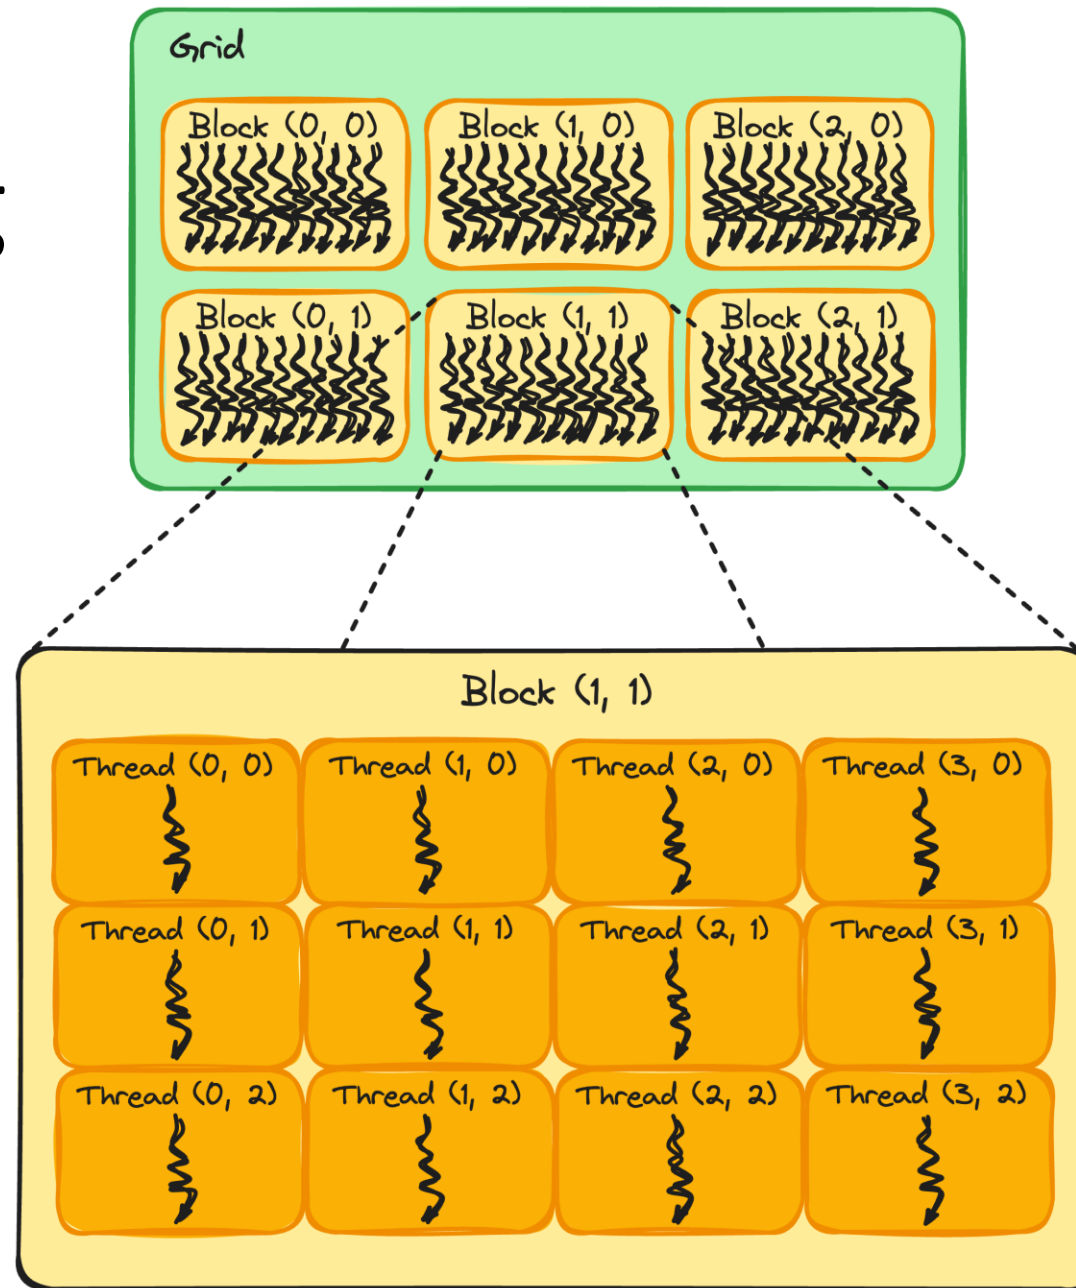 Grid
Block (0, 0) Block (1, 0) Block (2, 0)
Block (0, 1) Block (1, 1) Block (2, 1)
Block (1, 1)
Thread (0, 0) Thread (1, 0) Thread (2, 0) Thread (3, 0)
Thread (0, 1) Thread (1, 1) Thread (2, 1) Thread (3, 1)
Thread (0, 2) Thread (1, 2) Thread (2, 2) Thread (3, 2)